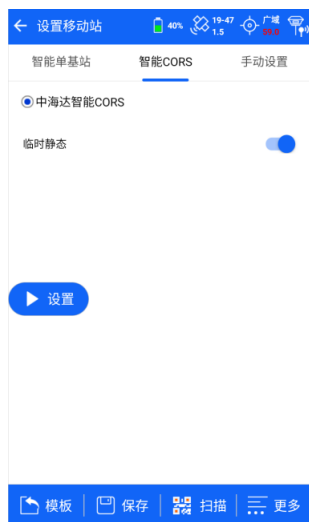 设置移动站 40% 19-47 广域
1.5
智能单基站 智能CORS 手动设置
中海达智能CORS
临时静态
设置
模板 保存 扫描 更多